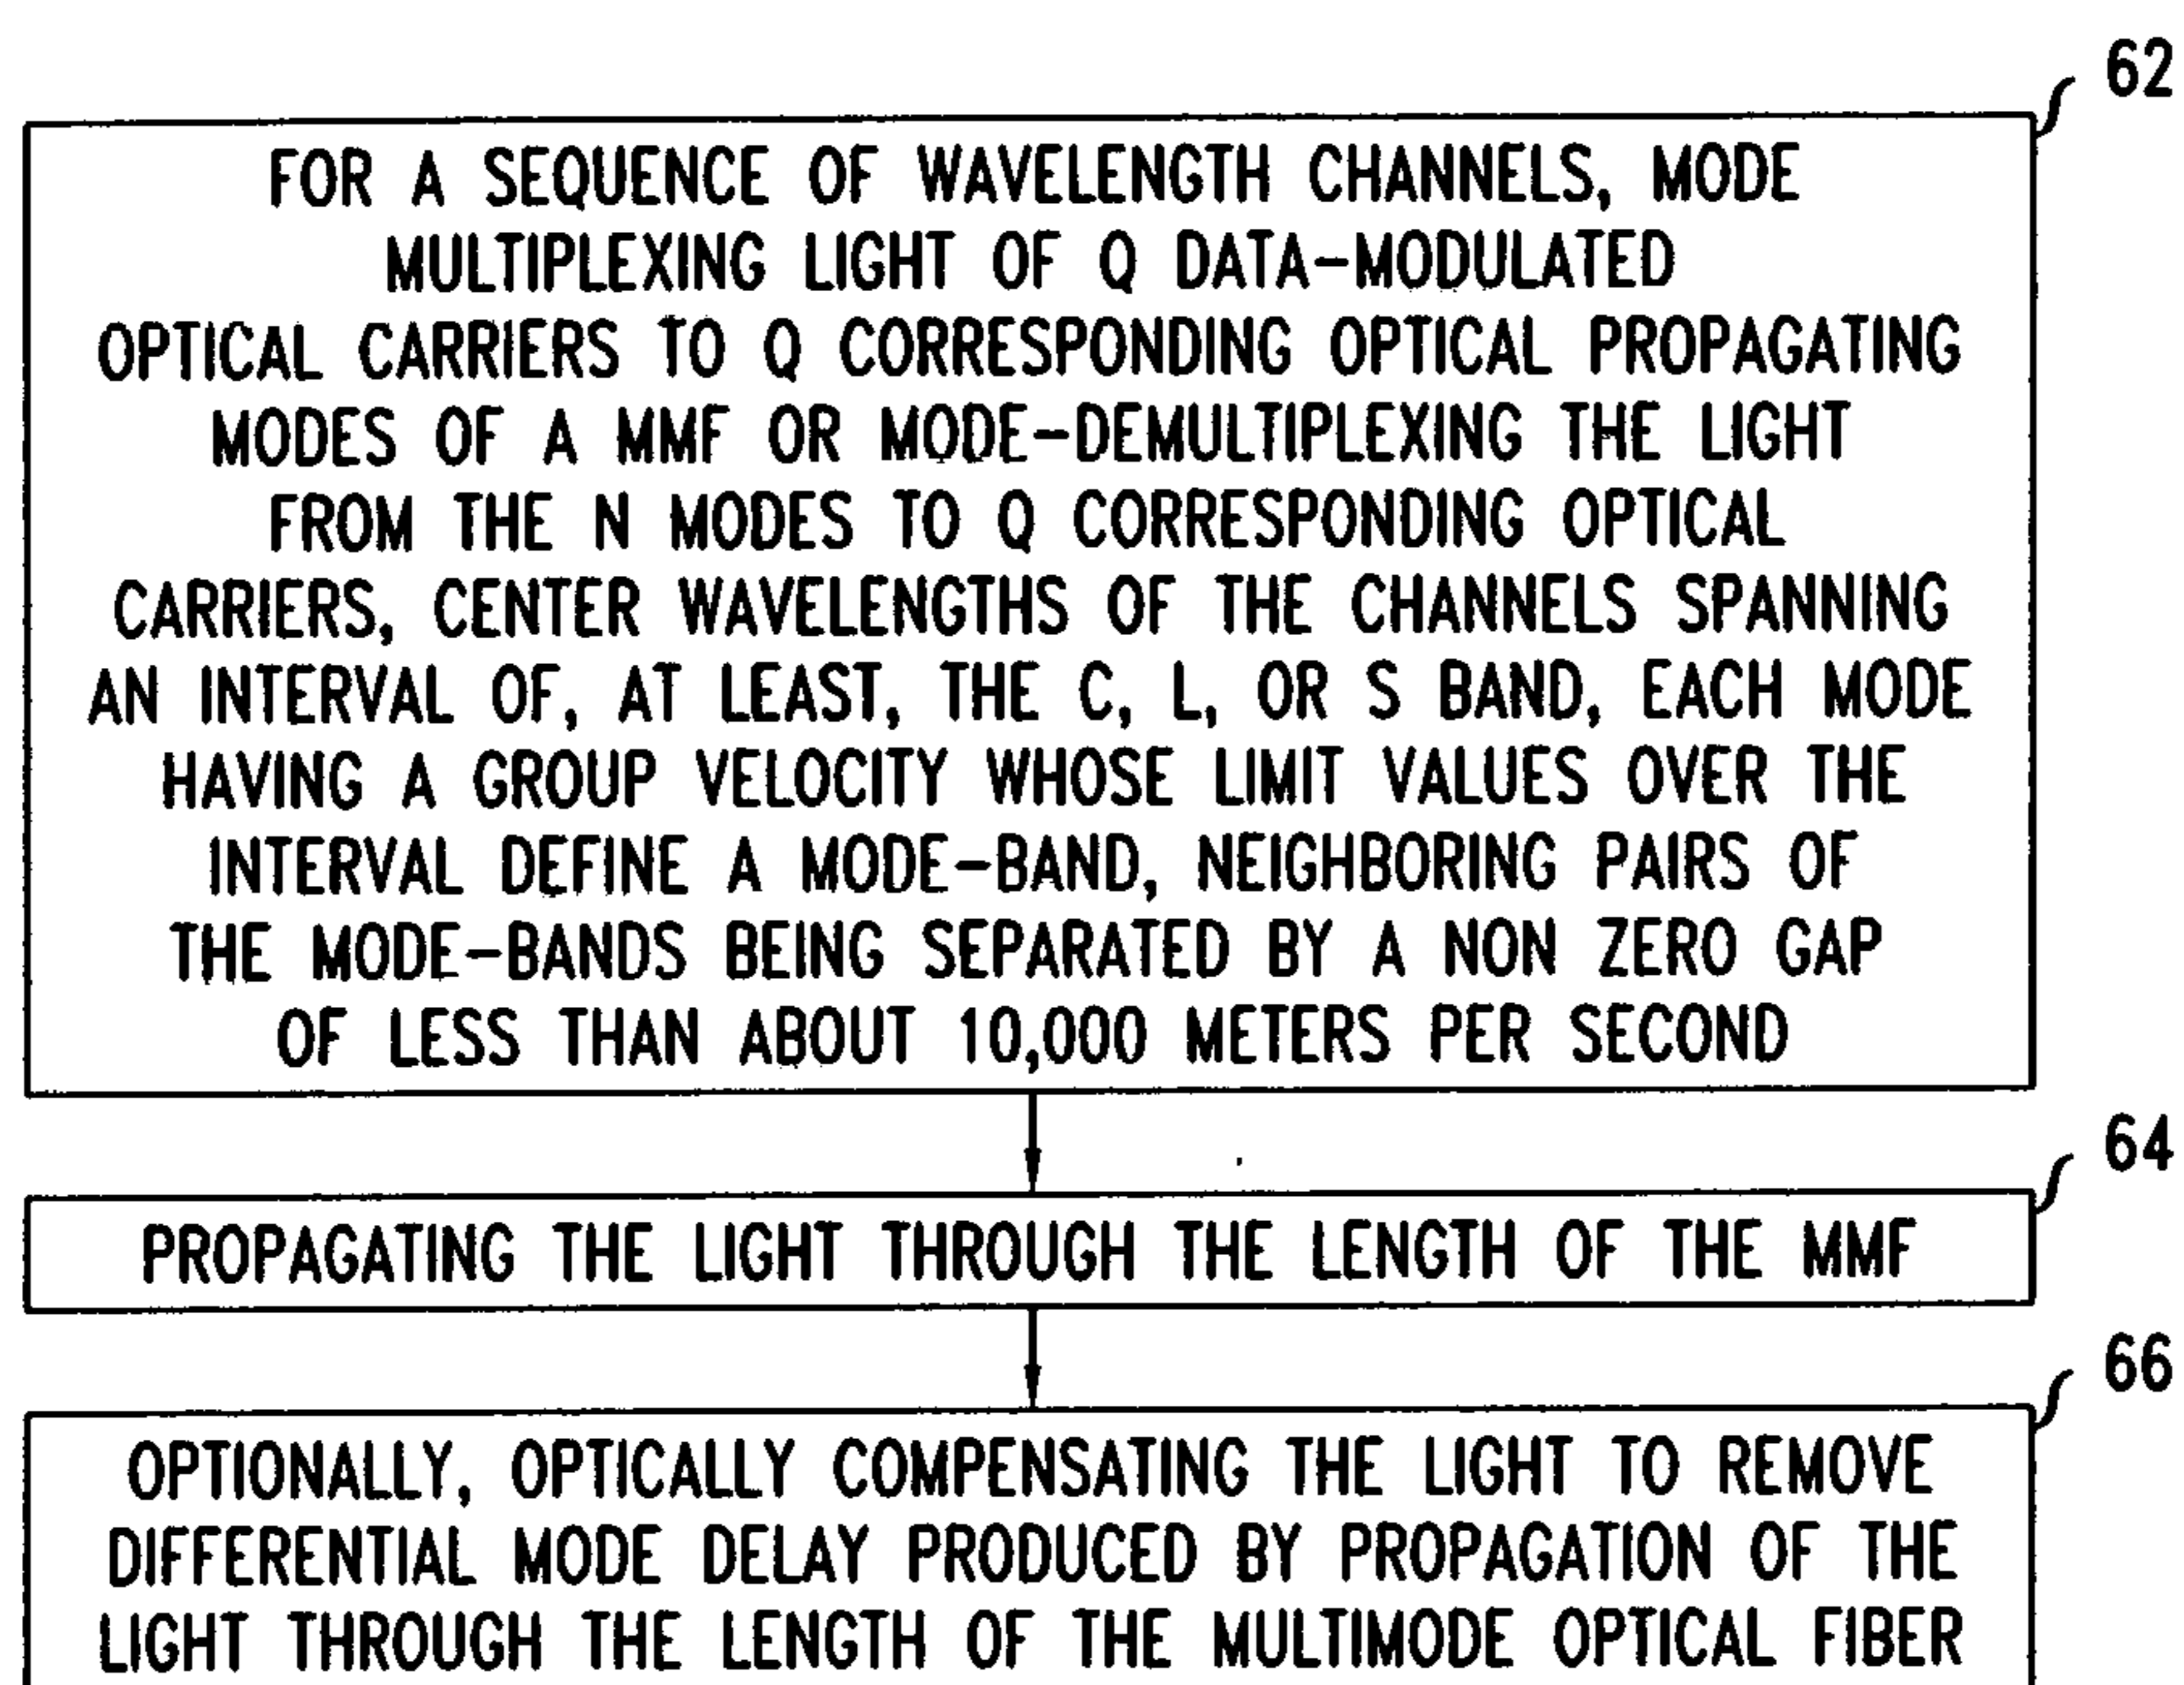 62
FOR A SEQUENCE OF WAVELENGTH CHANNELS, MODE
MULTIPLEXING LIGHT OF Q DATA-MODULATED
OPTICAL CARRIERS TO Q CORRESPONDING OPTICAL PROPAGATING
MODES OF A MMF OR MODE-DEMULTIPLEXING THE LIGHT
FROM THE N MODES TO Q CORRESPONDING OPTICAL
CARRIERS, CENTER WAVELENGTHS OF THE CHANNELS SPANNING
AN INTERVAL OF, AT LEAST, THE C, L, OR S BAND, EACH MODE
HAVING A GROUP VELOCITY WHOSE LIMIT VALUES OVER THE
INTERVAL DEFINE A MODE-BAND, NEIGHBORING PAIRS OF
THE MODE-BANDS BEING SEPARATED BY A NON ZERO GAP
OF LESS THAN ABOUT 10,000 METERS PER SECOND
64
PROPAGATING THE LIGHT THROUGH THE LENGTH OF THE MMF
66
OPTIONALLY, OPTICALLY COMPENSATING THE LIGHT TO REMOVE
DIFFERENTIAL MODE DELAY PRODUCED BY PROPAGATION OF THE
LIGHT THROUGH THE LENGTH OF THE MULTIMODE OPTICAL FIBER